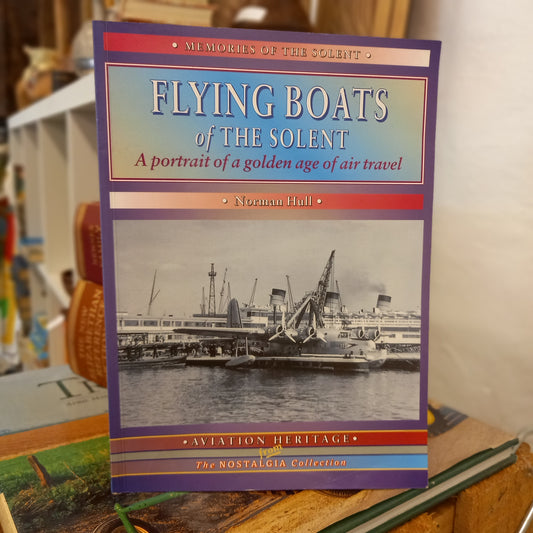 • MEMORIES OF THE SOLENT •
FLYING BOATS
of THE SOLENT
A portrait of a golden age of air travel
• Norman Hull •
• AVIATION HERITAGE •
from
The NOSTALGIA Collection